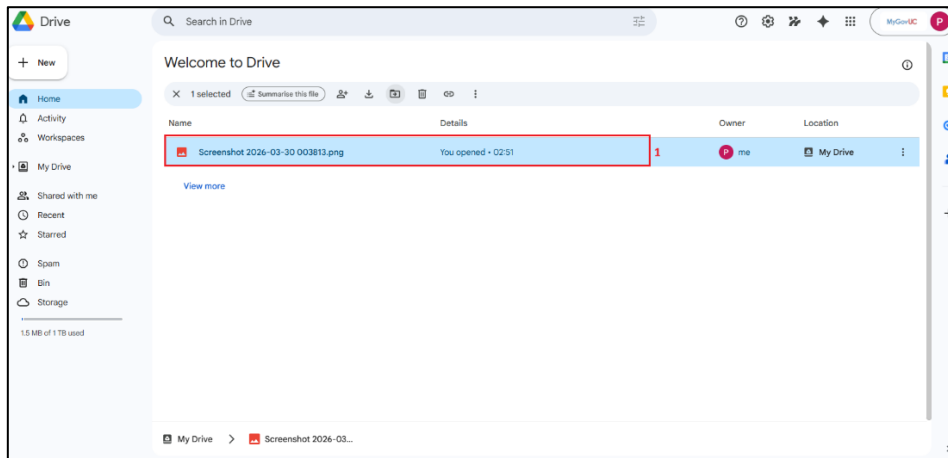 Drive
Search in Drive
MyGovUC
P
New
Welcome to Drive
Home
1 selected
Summarise this file
Activity
Name
Details
Owner
Location
Workspaces
Screenshot 2026-03-30 003813.png
You opened • 02:51
1
P
me
My Drive
My Drive
View more
Shared with me
Recent
Starred
Spam
Bin
Storage
1.5 MB of 1 TB used
My Drive
Screenshot 2026-03...